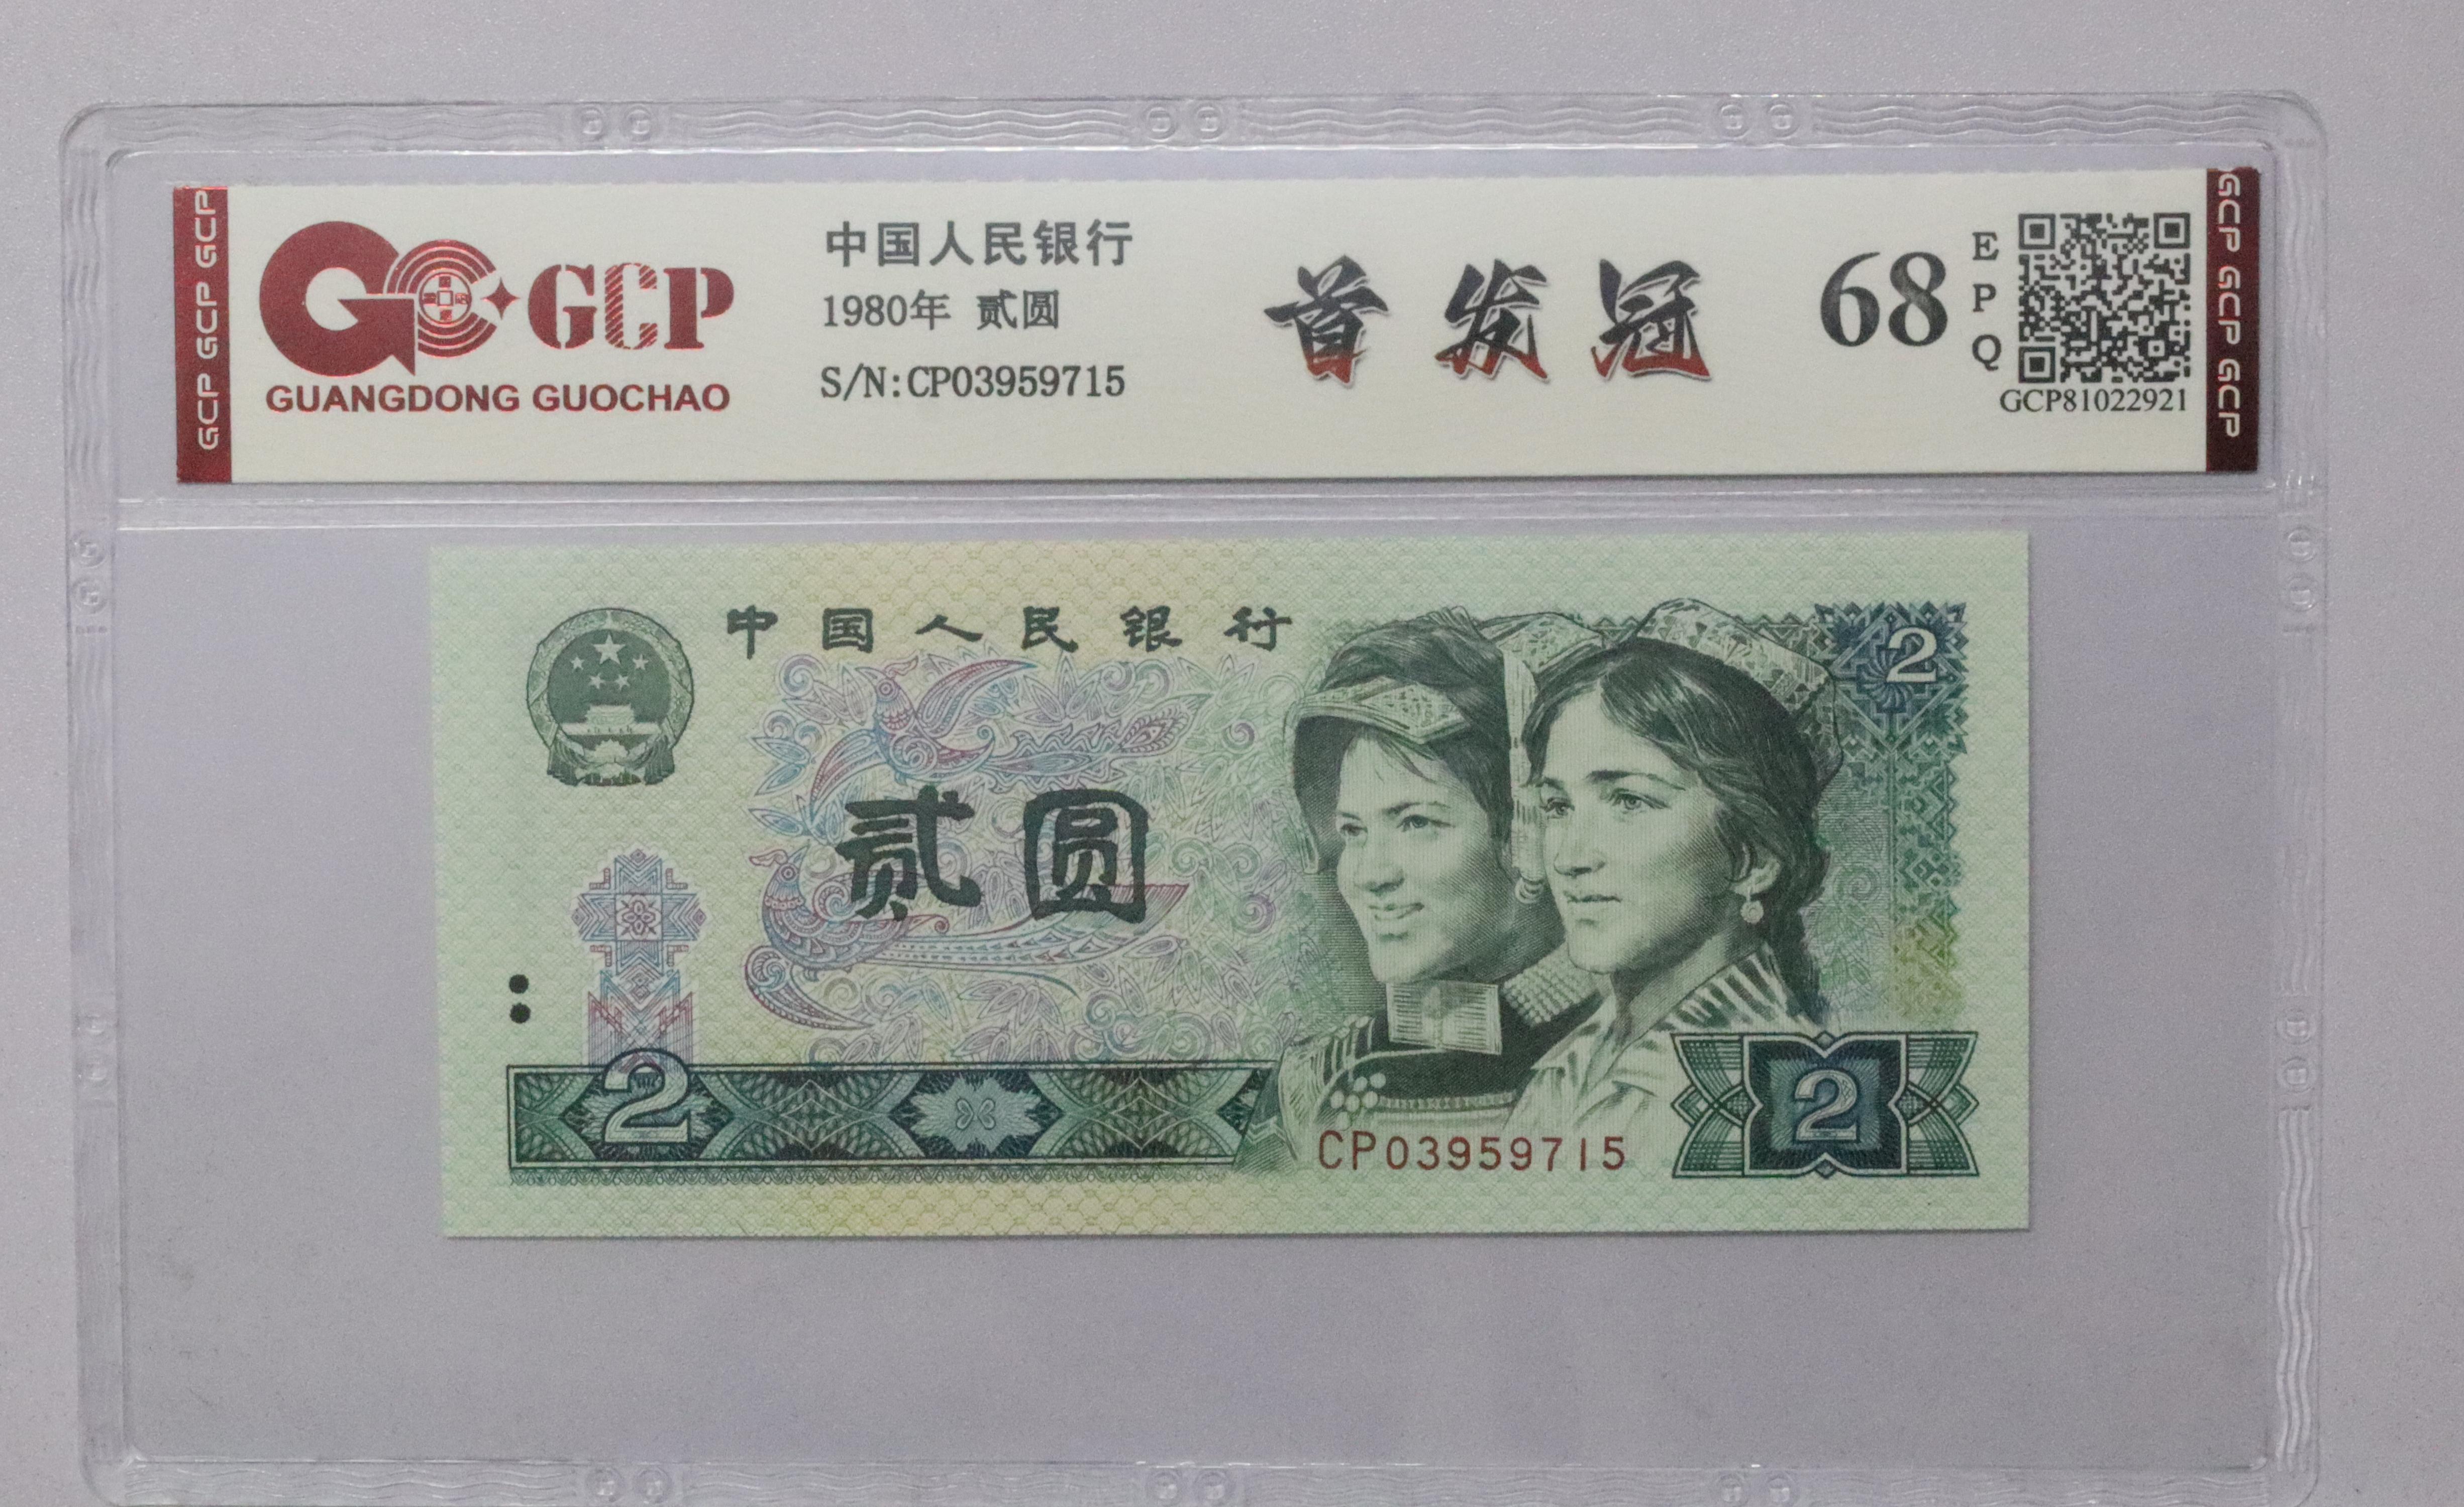 GCP GCP GCP
GCP
GUANGDONG GUOCHAO
中国人民银行
1980年 贰圆
S/N:CP03959715
首发冠
68
EPQ
GCP81022921
GCP GCP GCP
中国人民银行
2
贰圆
2
CP03959715
2